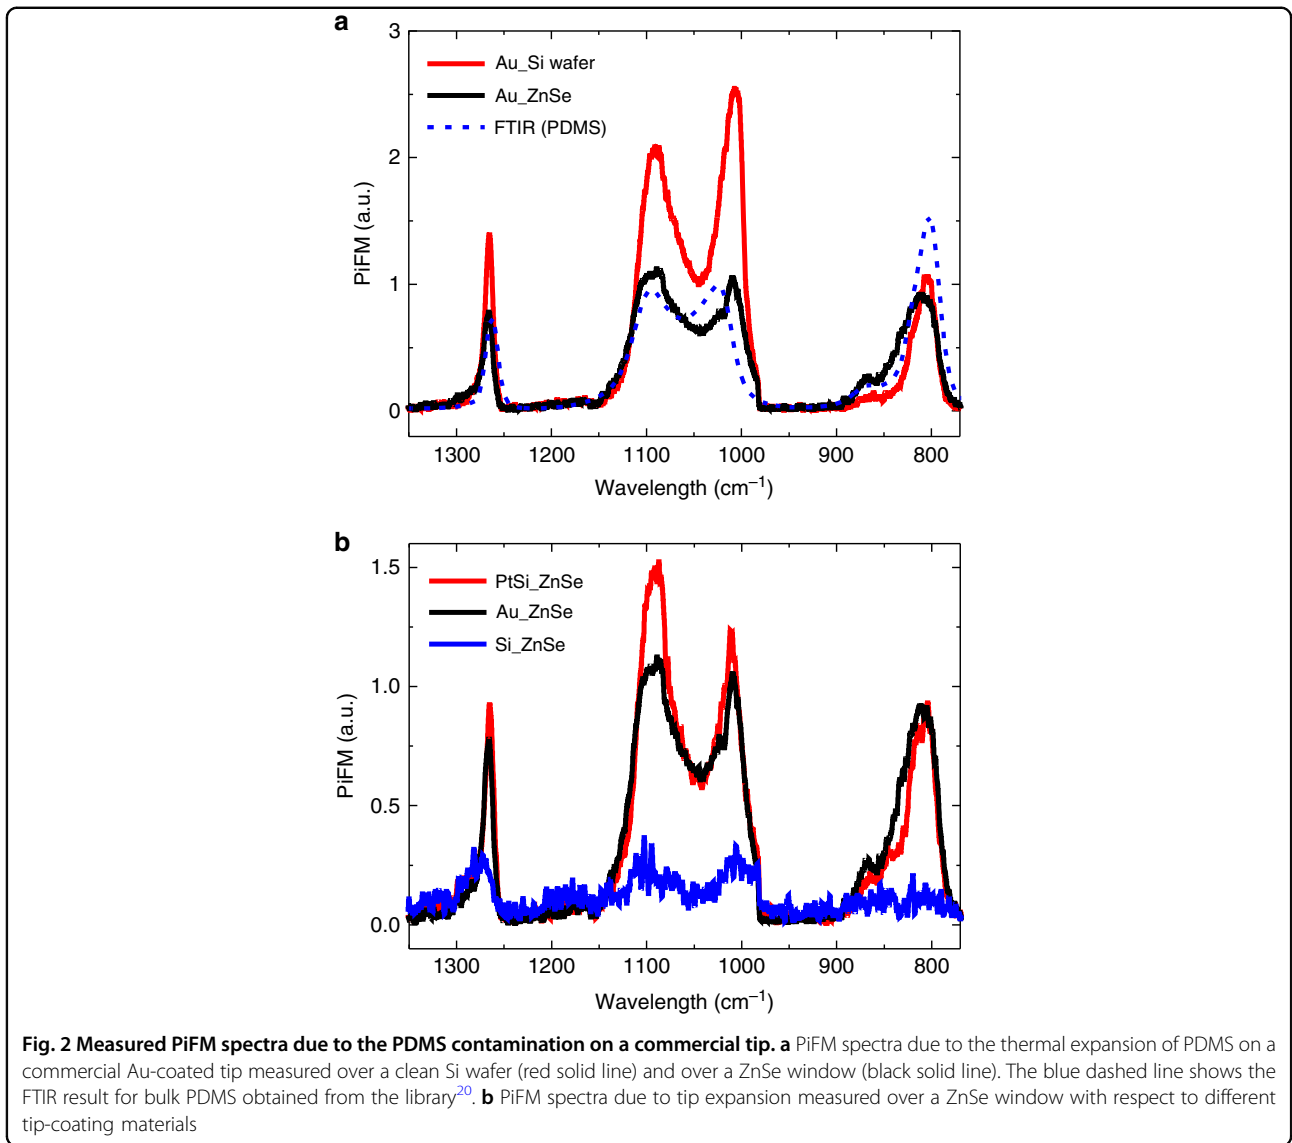 a
3
2
1
0
PiFM (a.u.)
Au_Si wafer
Au_ZnSe
FTIR (PDMS)
1300 1200 1100 1000 900 800
Wavelength (cm⁻¹)
b
1.5
1.0
0.5
0.0
PiFM (a.u.)
PtSi_ZnSe
Au_ZnSe
Si_ZnSe
1300 1200 1100 1000 900 800
Wavelength (cm⁻¹)
Fig. 2 Measured PiFM spectra due to the PDMS contamination on a commercial tip. a PiFM spectra due to the thermal expansion of PDMS on a
commercial Au-coated tip measured over a clean Si wafer (red solid line) and over a ZnSe window (black solid line). The blue dashed line shows the
FTIR result for bulk PDMS obtained from the library²⁰. b PiFM spectra due to tip expansion measured over a ZnSe window with respect to different
tip-coating materials